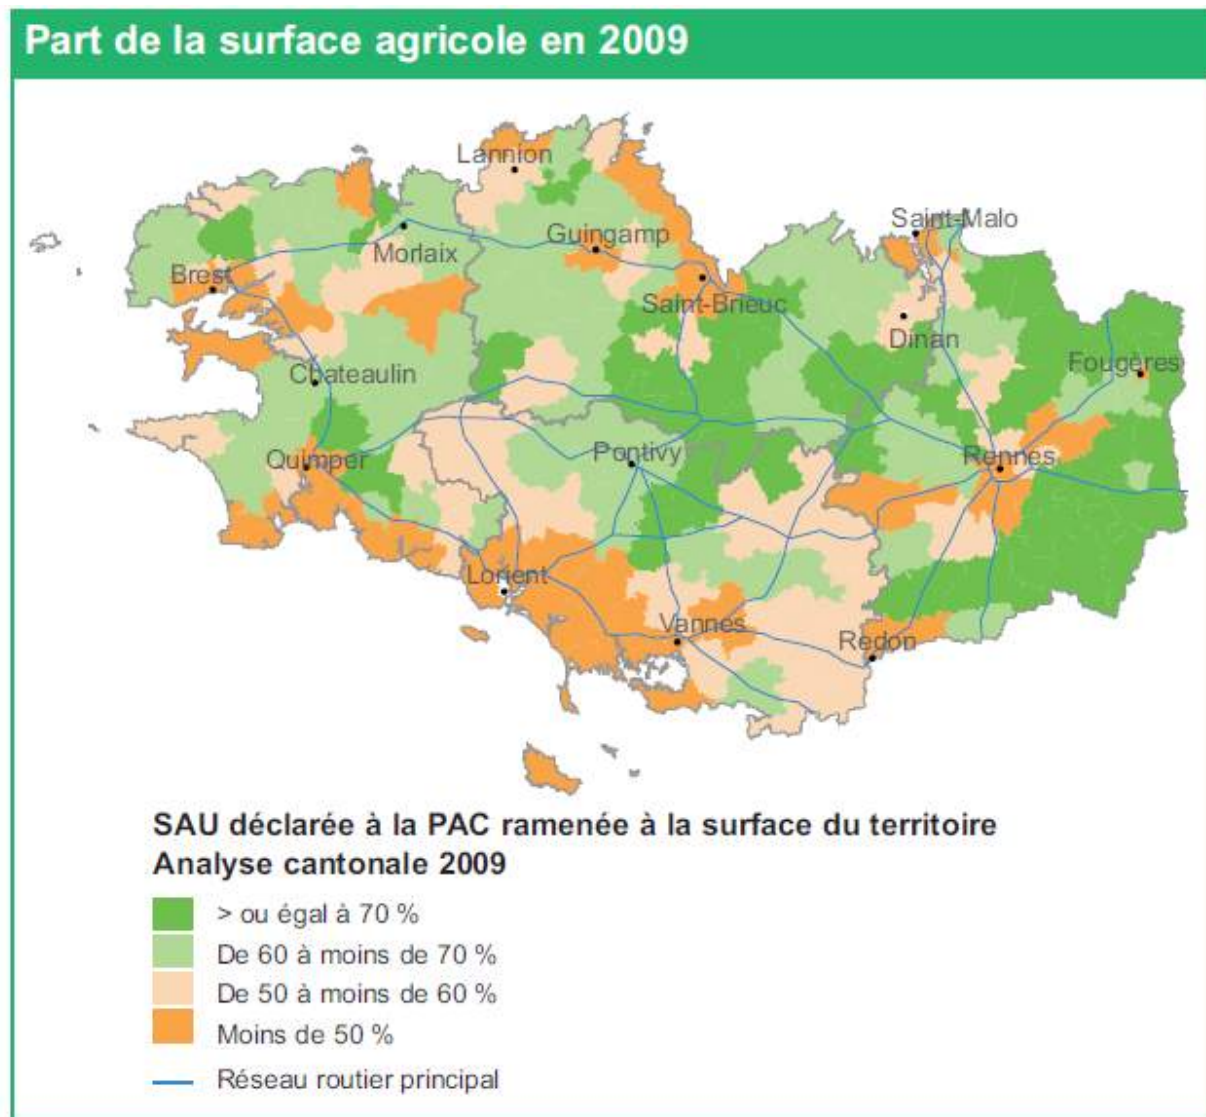 Part de la surface agricole en 2009
Lannion
Saint-Malo
Guingamp
Morlaix
Brest
Saint-Brieuc
Dinan
Fougères
Chateaulin
Pontivy
Rennes
Quimper
Lorient
Vannes
Redon
SAU déclarée à la PAC ramenée à la surface du territoire
Analyse cantonale 2009
> ou égal à 70 %
De 60 à moins de 70 %
De 50 à moins de 60 %
Moins de 50 %
Réseau routier principal